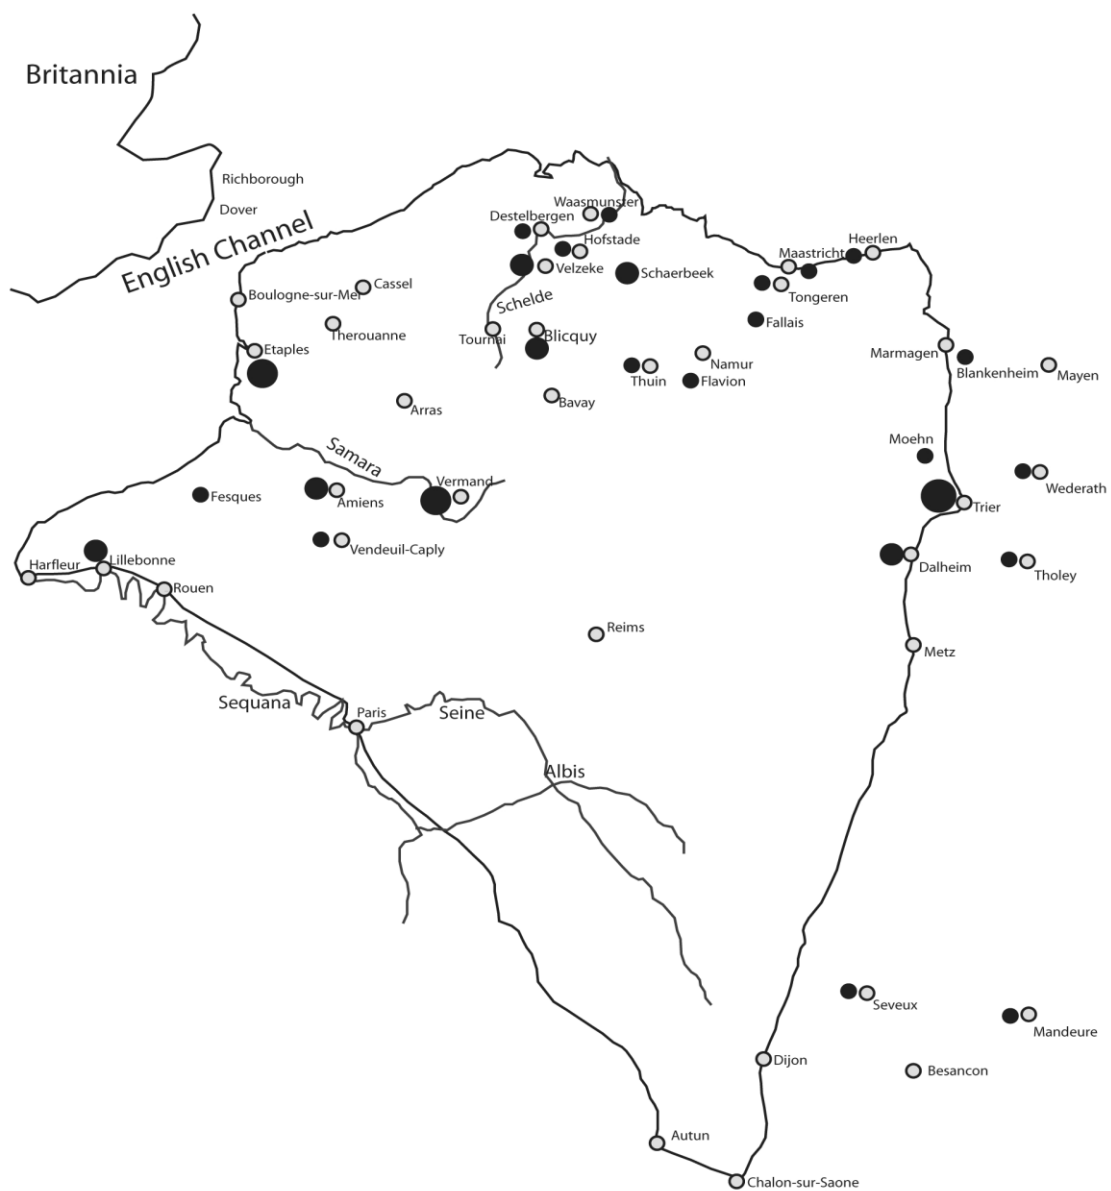 Britannia
Richborough
Dover
English Channel
Waasmunster
Destelbergen
Hofstade
Velzeke
Schaerbeek
Heerlen
Maastricht
Tongeren
Cassel
Boulogne-sur-Mer
Schelde
Therouanne
Tournai
Blicquy
Fallais
Etaples
Namur
Marmagen
Thuin
Flavion
Blankenheim
Mayen
Arras
Bavay
Samara
Moehn
Vermand
Wederath
Fesques
Amiens
Trier
Vendeuil-Caply
Harfleur
Lillebonne
Dalheim
Tholey
Rouen
Reims
Metz
Sequana
Paris
Seine
Albis
Seveux
Mandeure
Dijon
Besancon
Autun
Chalon-sur-Saone